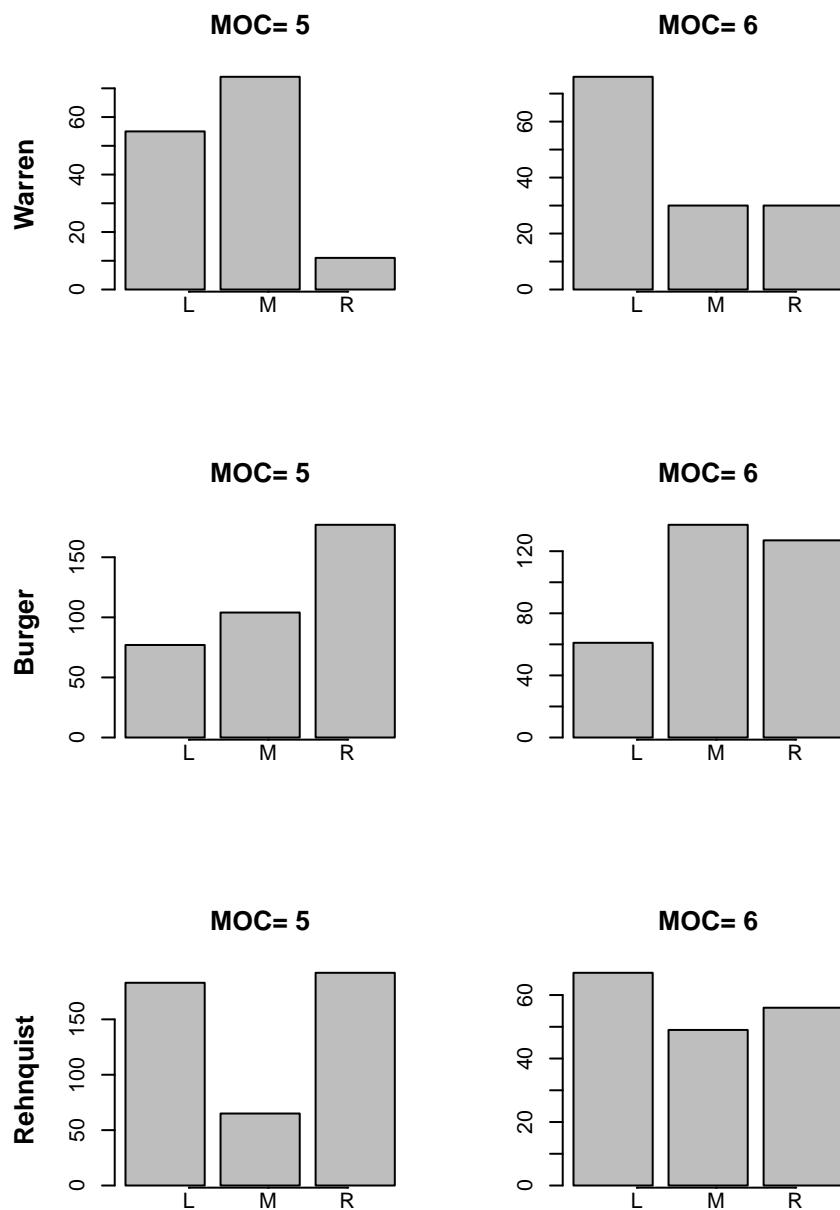 MOC= 5
Warren
0 20 40 60
L M R
MOC= 6
0 20 40 60
L M R
MOC= 5
Burger
0 50 100 150
L M R
MOC= 6
0 40 80 120
L M R
MOC= 5
Rehnquist
0 50 100 150
L M R
MOC= 6
0 20 40 60
L M R